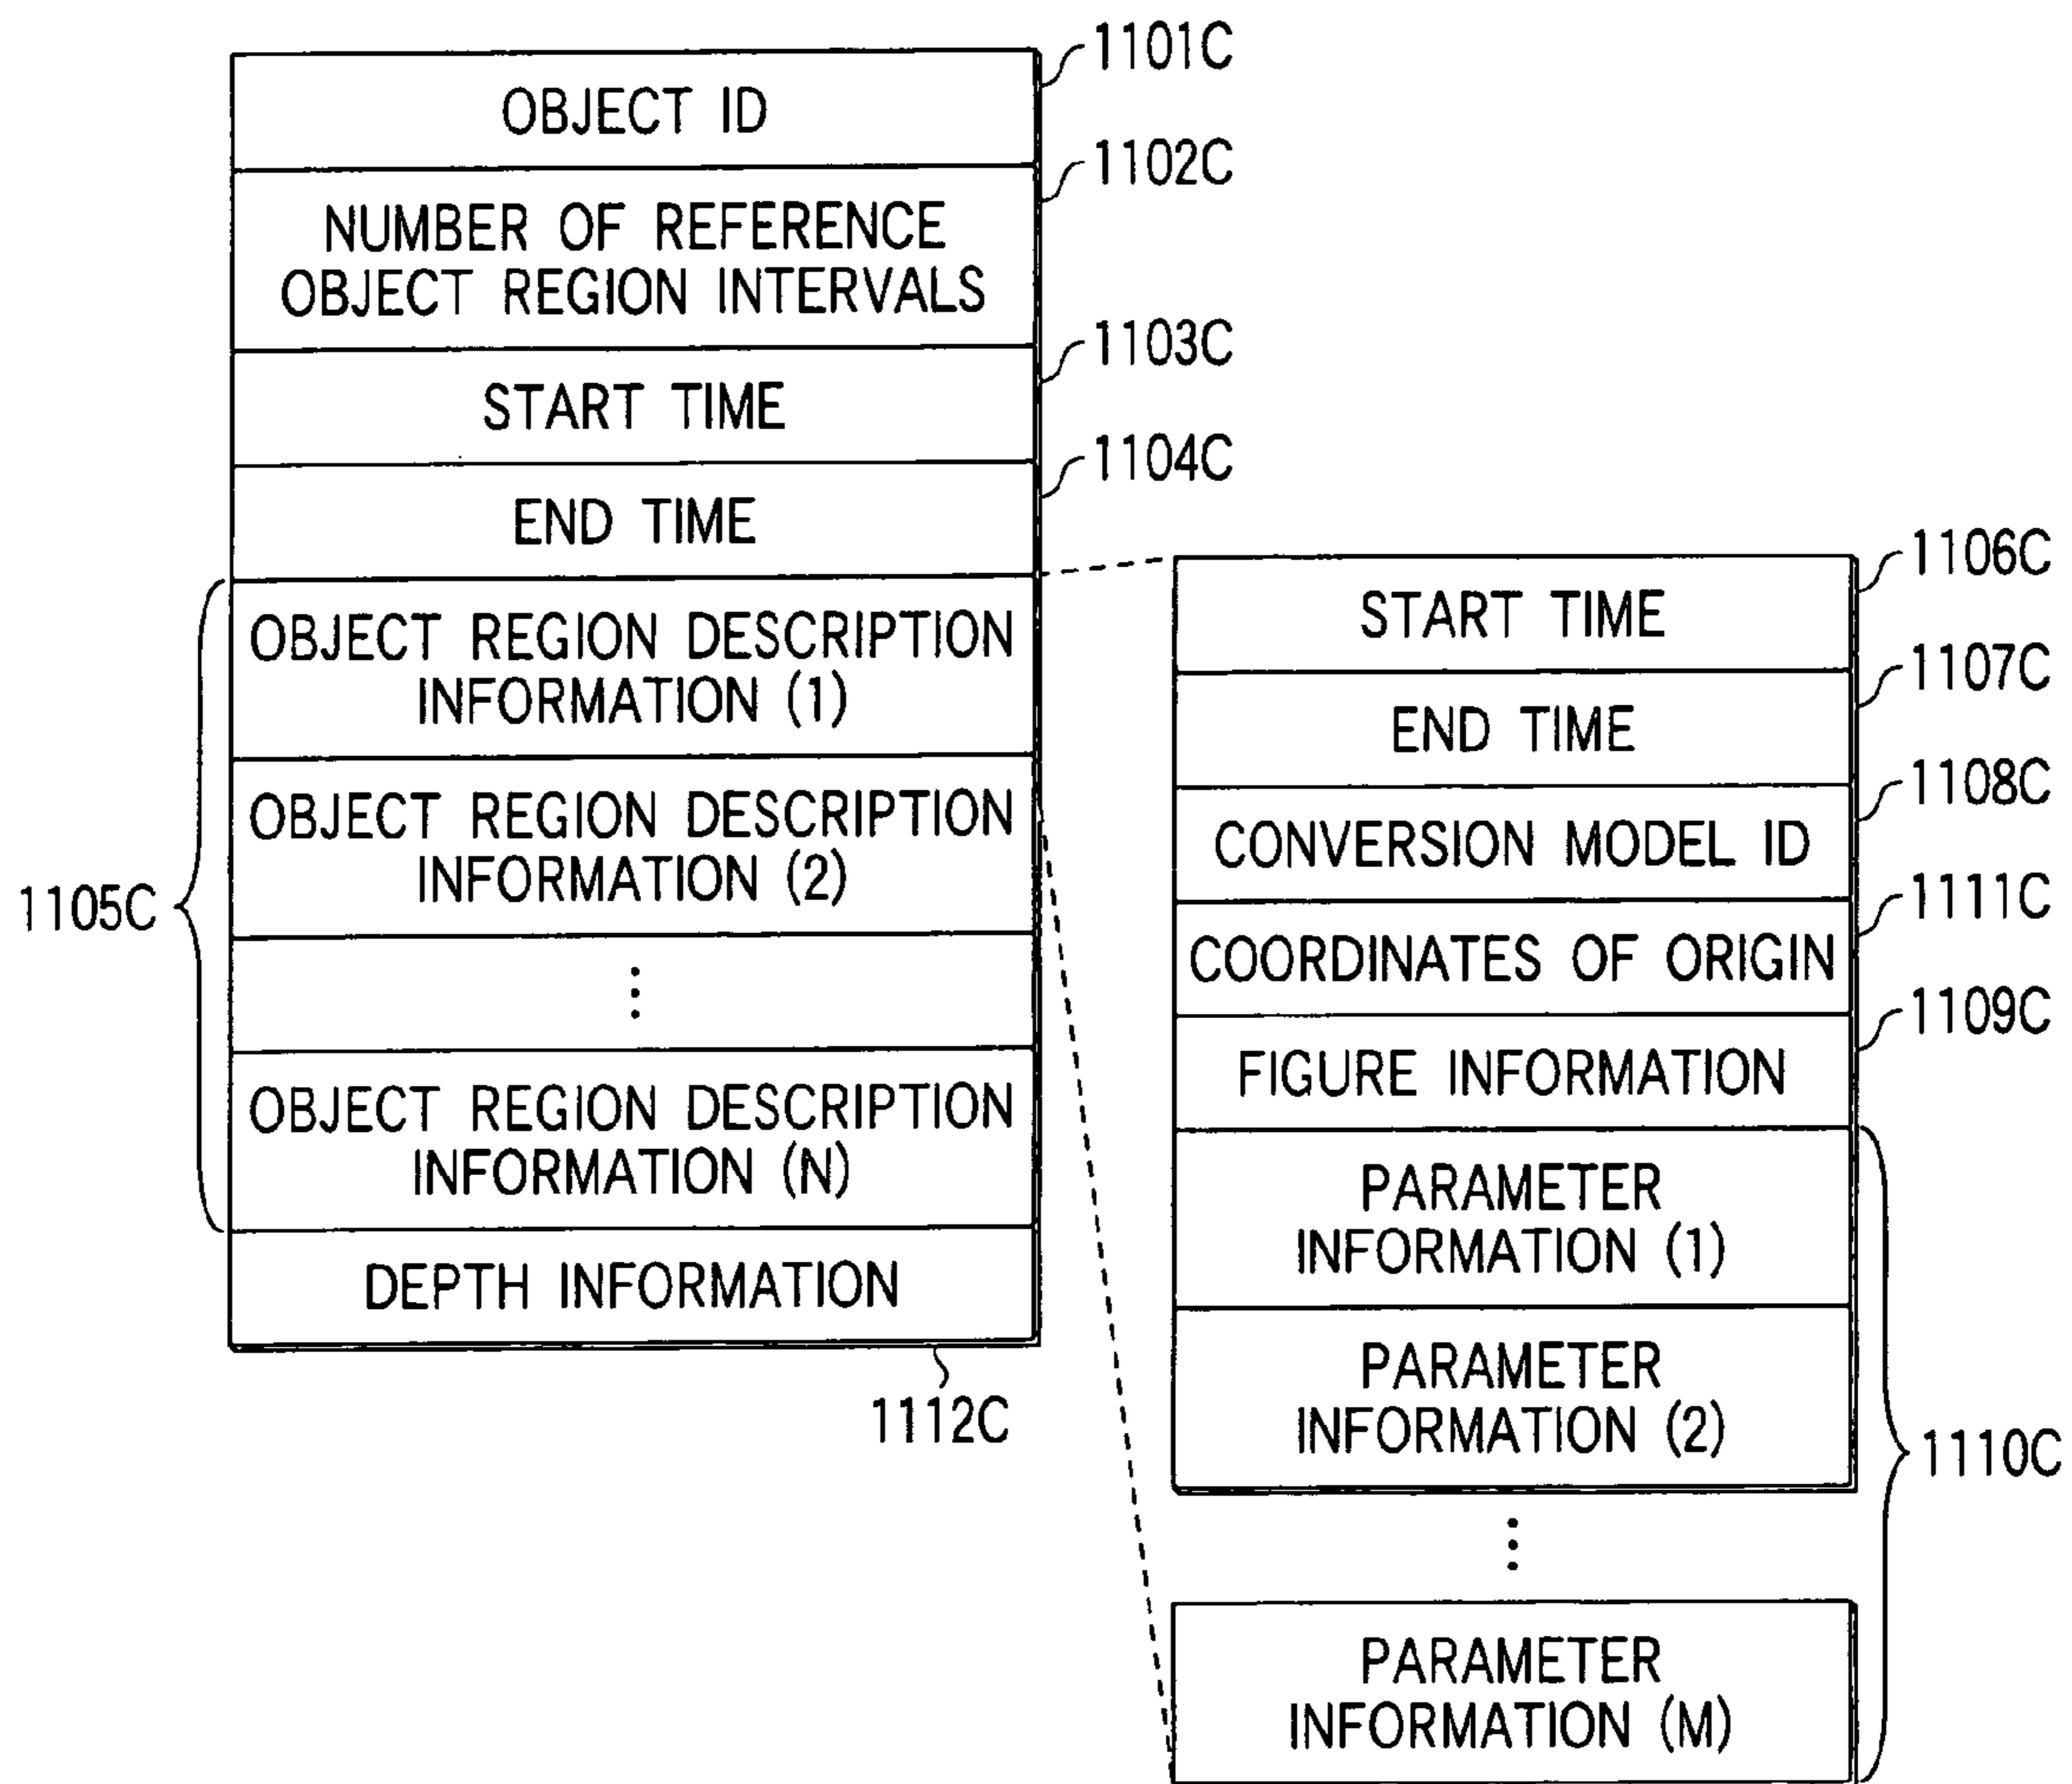 1101C
OBJECT ID
1102C
NUMBER OF REFERENCE
OBJECT REGION INTERVALS
1103C
START TIME
1104C
END TIME
1105C
OBJECT REGION DESCRIPTION
INFORMATION (1)
OBJECT REGION DESCRIPTION
INFORMATION (2)
⋮
OBJECT REGION DESCRIPTION
INFORMATION (N)
DEPTH INFORMATION
1112C
1106C
START TIME
1107C
END TIME
1108C
CONVERSION MODEL ID
1111C
COORDINATES OF ORIGIN
1109C
FIGURE INFORMATION
PARAMETER
INFORMATION (1)
PARAMETER
INFORMATION (2)
1110C
⋮
PARAMETER
INFORMATION (M)